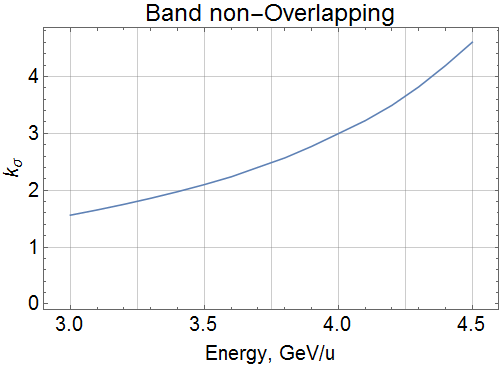 Band non-Overlapping
kσ
4
3
2
1
0
3.0 3.5 4.0 4.5
Energy, GeV/u